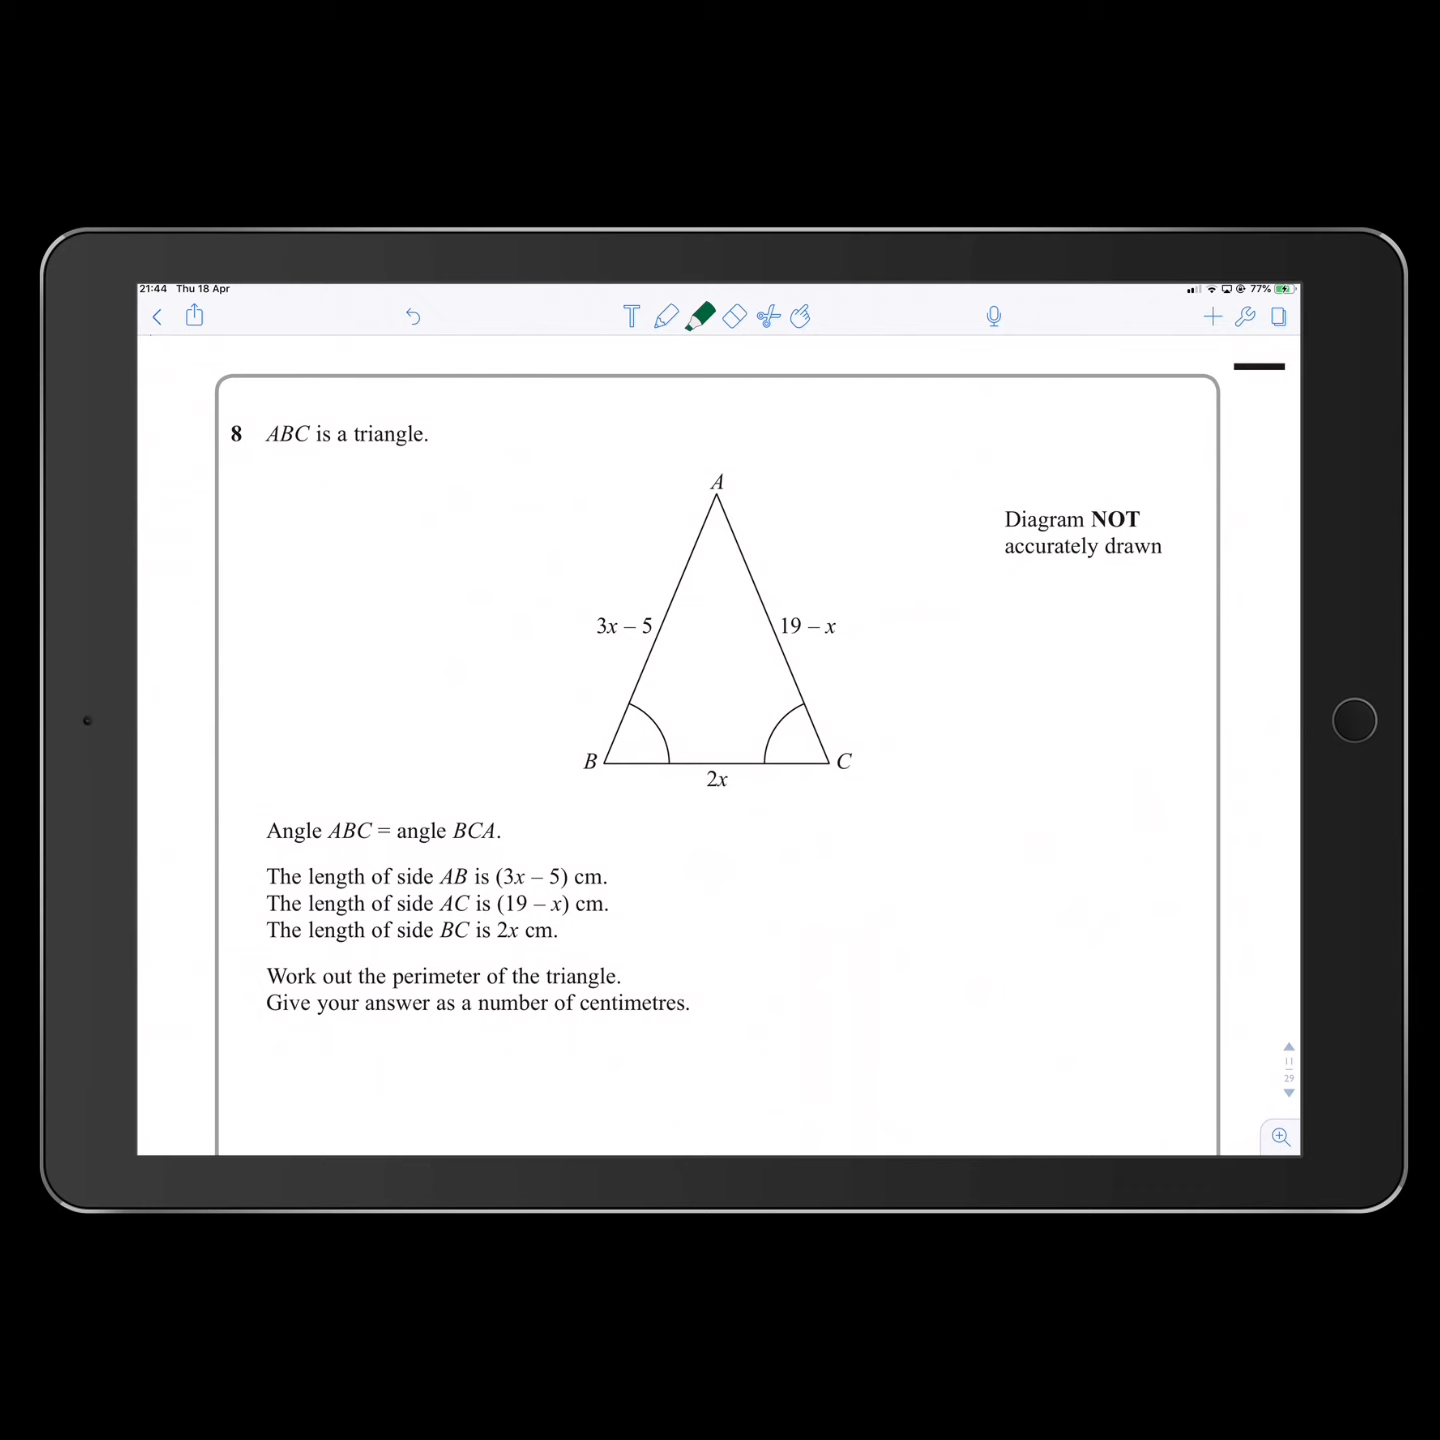 21:44 Thu 18 Apr
77%
8 ABC is a triangle.
A
Diagram NOT
accurately drawn
3x – 5
19 – x
B
C
2x
Angle ABC = angle BCA.
The length of side AB is (3x – 5) cm.
The length of side AC is (19 – x) cm.
The length of side BC is 2x cm.
Work out the perimeter of the triangle.
Give your answer as a number of centimetres.
11
29